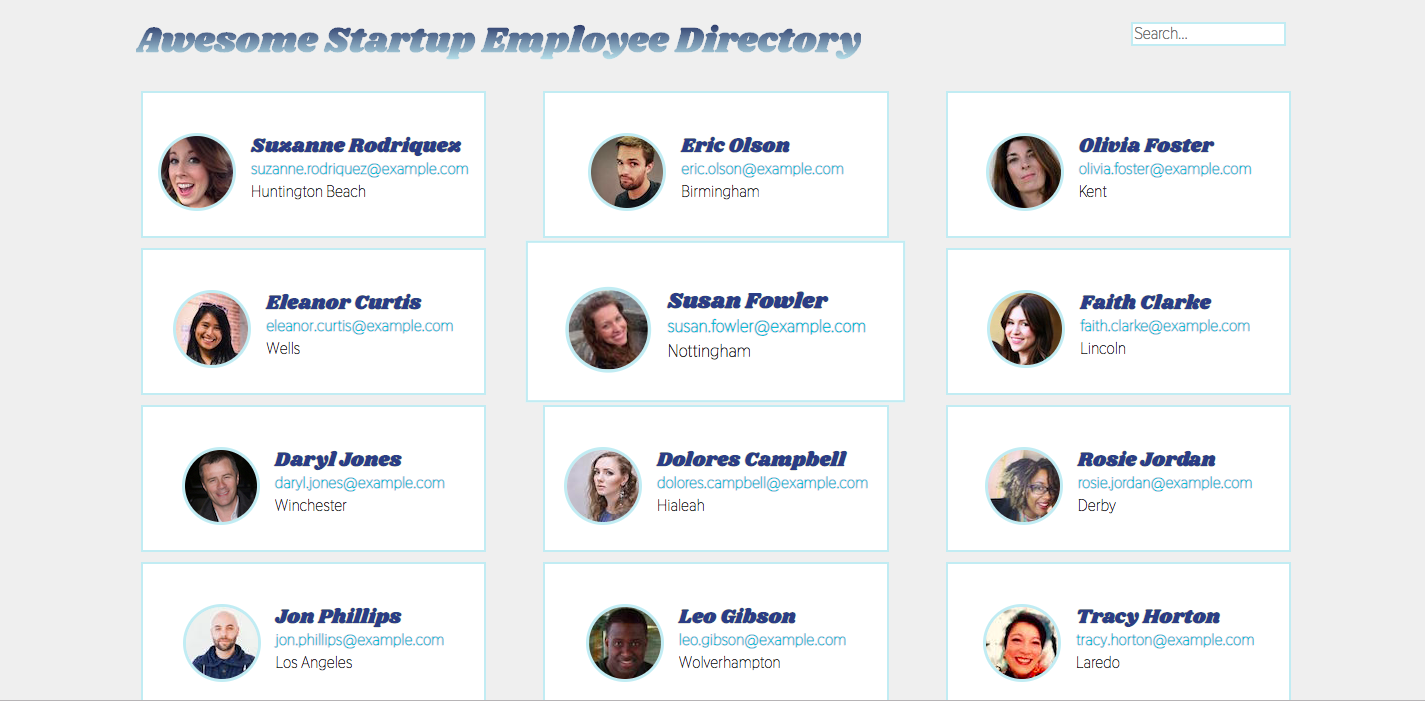 Awesome Startup Employee Directory
Search...
Suzanne Rodriquez
suzanne.rodriquez@example.com
Huntington Beach
Eric Olson
eric.olson@example.com
Birmingham
Olivia Foster
olivia.foster@example.com
Kent
Eleanor Curtis
eleanor.curtis@example.com
Wells
Susan Fowler
susan.fowler@example.com
Nottingham
Faith Clarke
faith.clarke@example.com
Lincoln
Daryl Jones
daryl.jones@example.com
Winchester
Dolores Campbell
dolores.campbell@example.com
Hialeah
Rosie Jordan
rosie.jordan@example.com
Derby
Jon Phillips
jon.phillips@example.com
Los Angeles
Leo Gibson
leo.gibson@example.com
Wolverhampton
Tracy Horton
tracy.horton@example.com
Laredo